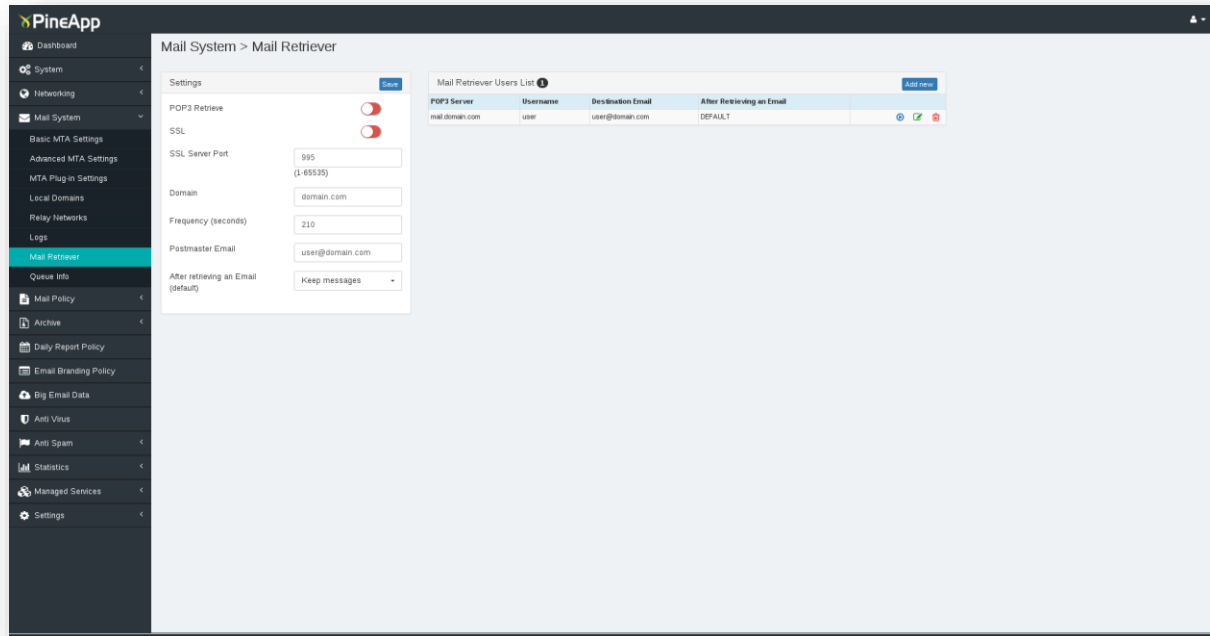 PineApp
Dashboard
System
Networking
Mail System
Basic MTA Settings
Advanced MTA Settings
MTA Plug-in Settings
Local Domains
Relay Networks
Logs
Mail Retriever
Queue Info
Mail Policy
Archive
Daily Report Policy
Email Branding Policy
Big Email Data
Anti Virus
Anti Spam
Statistics
Managed Services
Settings
Mail System > Mail Retriever
Settings
Save
POP3 Retrieve
SSL
SSL Server Port
995
(1-65535)
Domain
domain.com
Frequency (seconds)
210
Postmaster Email
user@domain.com
After retrieving an Email
(default)
Keep messages
Mail Retriever Users List 1
Add new
POP3 Server Username Destination Email After Retrieving an Email
mail.domain.com user user@domain.com DEFAULT